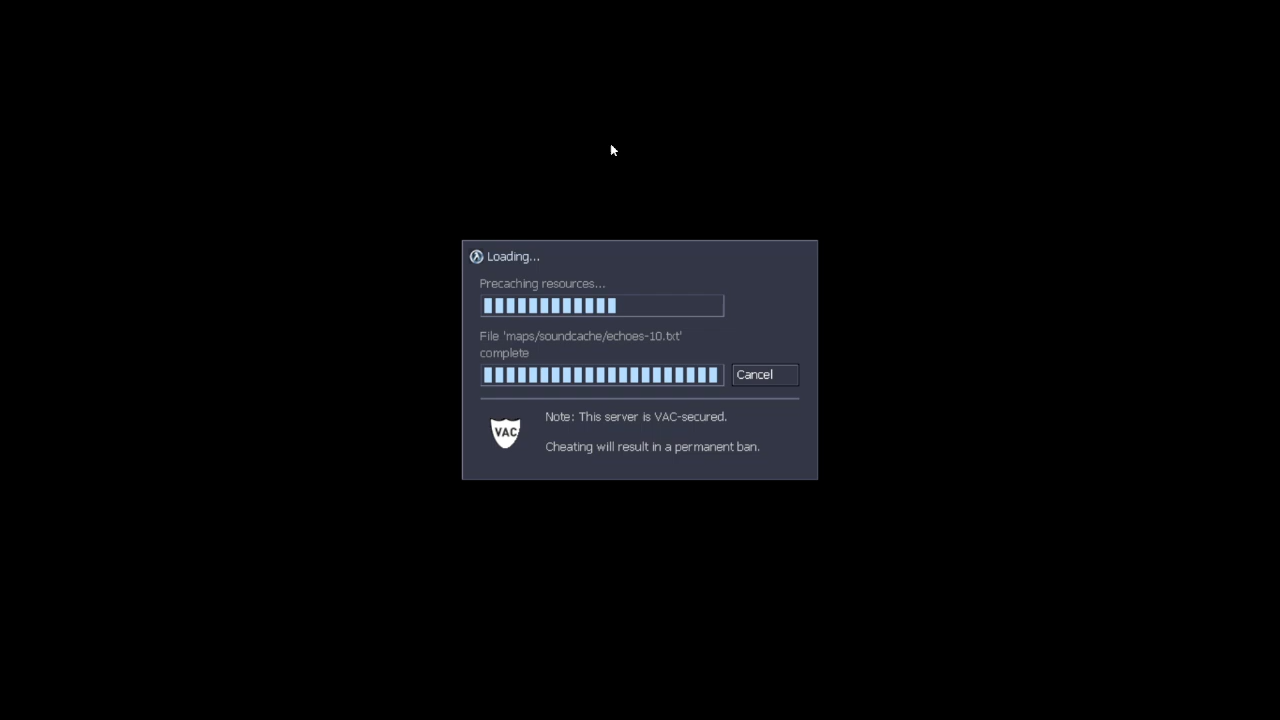 Loading...
Precaching resources...
File 'maps/soundcache/echoes-10.txt'
complete
Cancel
VAC
Note: This server is VAC-secured.
Cheating will result in a permanent ban.